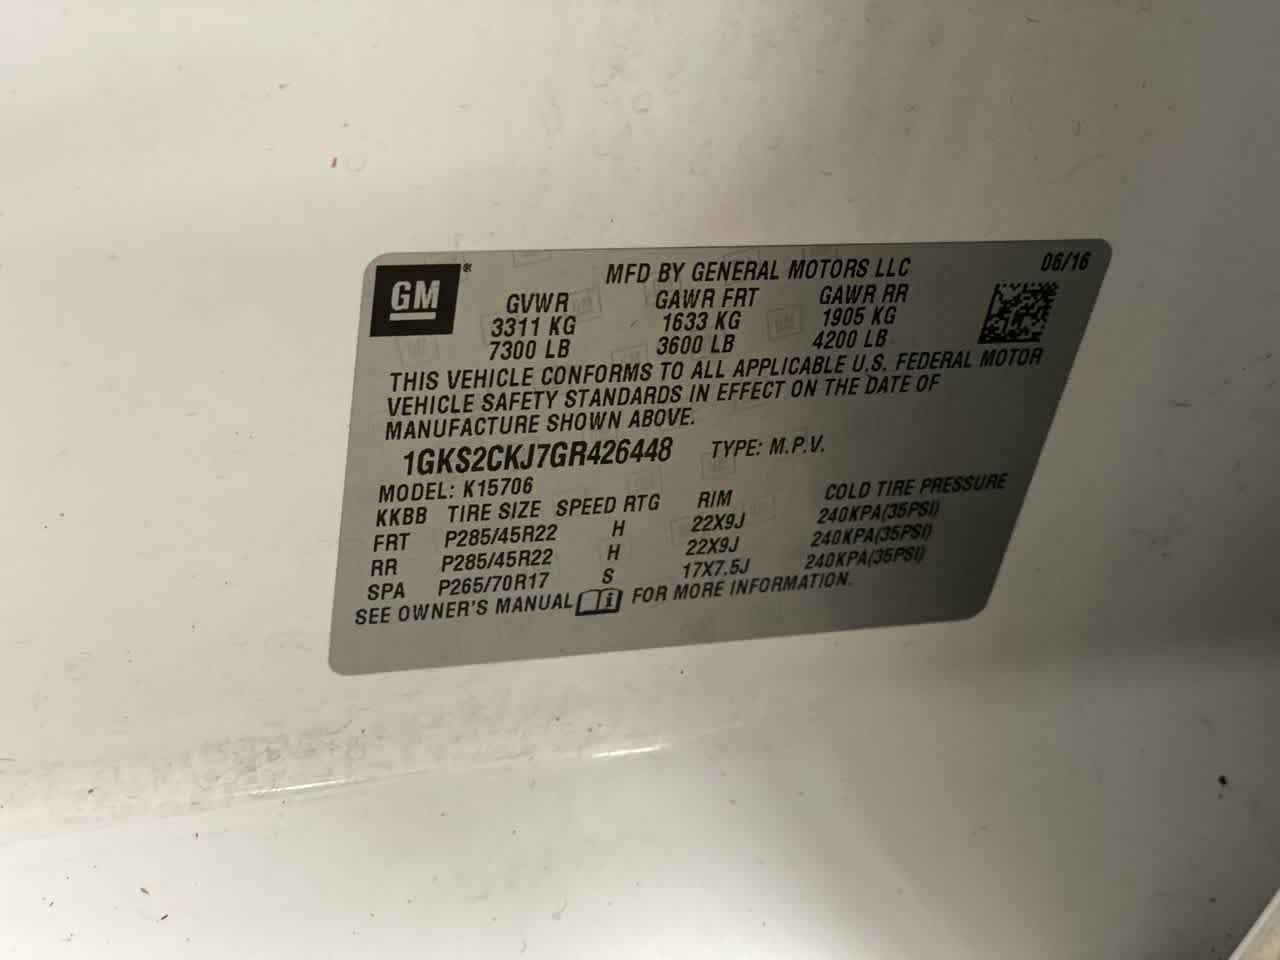 GM® MFD BY GENERAL MOTORS LLC 06/16
GVWR GAWR FRT GAWR RR
3311 KG 1633 KG 1905 KG
7300 LB 3600 LB 4200 LB
THIS VEHICLE CONFORMS TO ALL APPLICABLE U.S. FEDERAL MOTOR
VEHICLE SAFETY STANDARDS IN EFFECT ON THE DATE OF
MANUFACTURE SHOWN ABOVE.
1GKS2CKJ7GR426448 TYPE: M.P.V.
MODEL: K15706
KKBB TIRE SIZE SPEED RTG RIM COLD TIRE PRESSURE
FRT P285/45R22 H 22X9J 240KPA(35PSI)
RR P285/45R22 H 22X9J 240KPA(35PSI)
SPA P265/70R17 S 17X7.5J 240KPA(35PSI)
SEE OWNER'S MANUAL i FOR MORE INFORMATION.